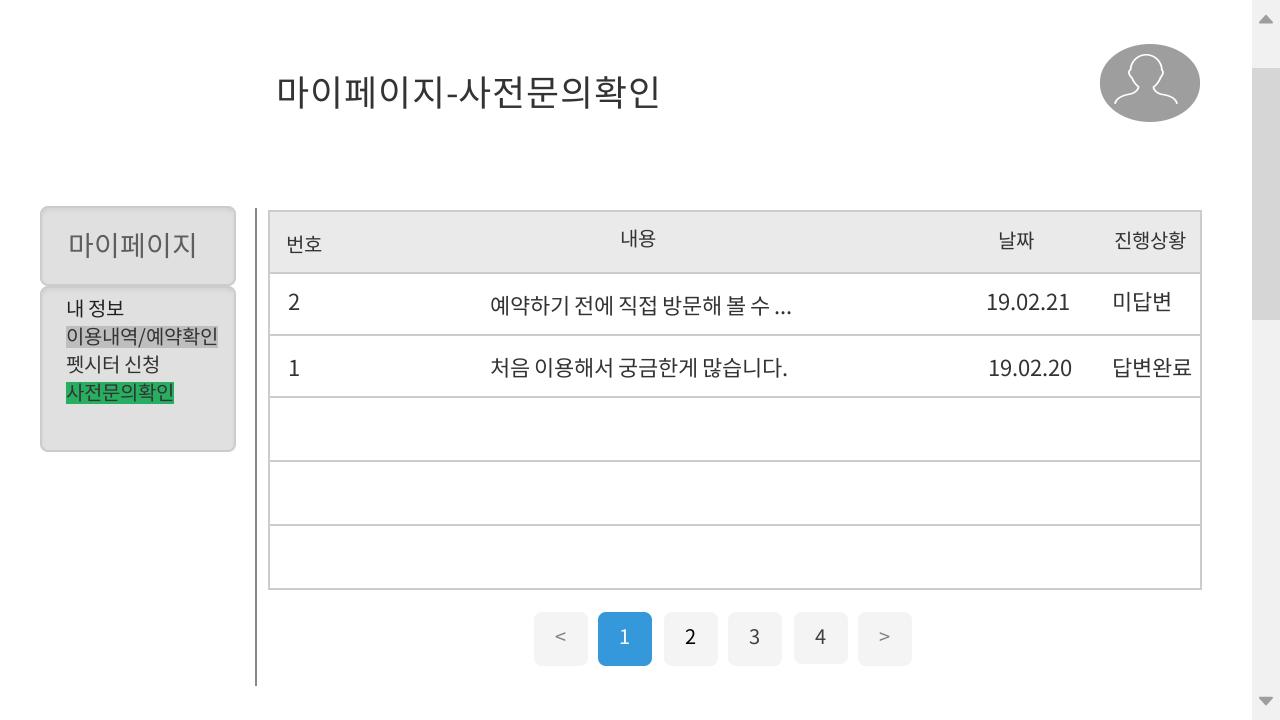 마이페이지-사전문의확인
마이페이지
내 정보
이용내역/예약확인
펫시터 신청
사전문의확인
번호 내용 날짜 진행상황
2 예약하기 전에 직접 방문해 볼 수 ... 19.02.21 미답변
1 처음 이용해서 궁금한게 많습니다. 19.02.20 답변완료
< 1 2 3 4 >